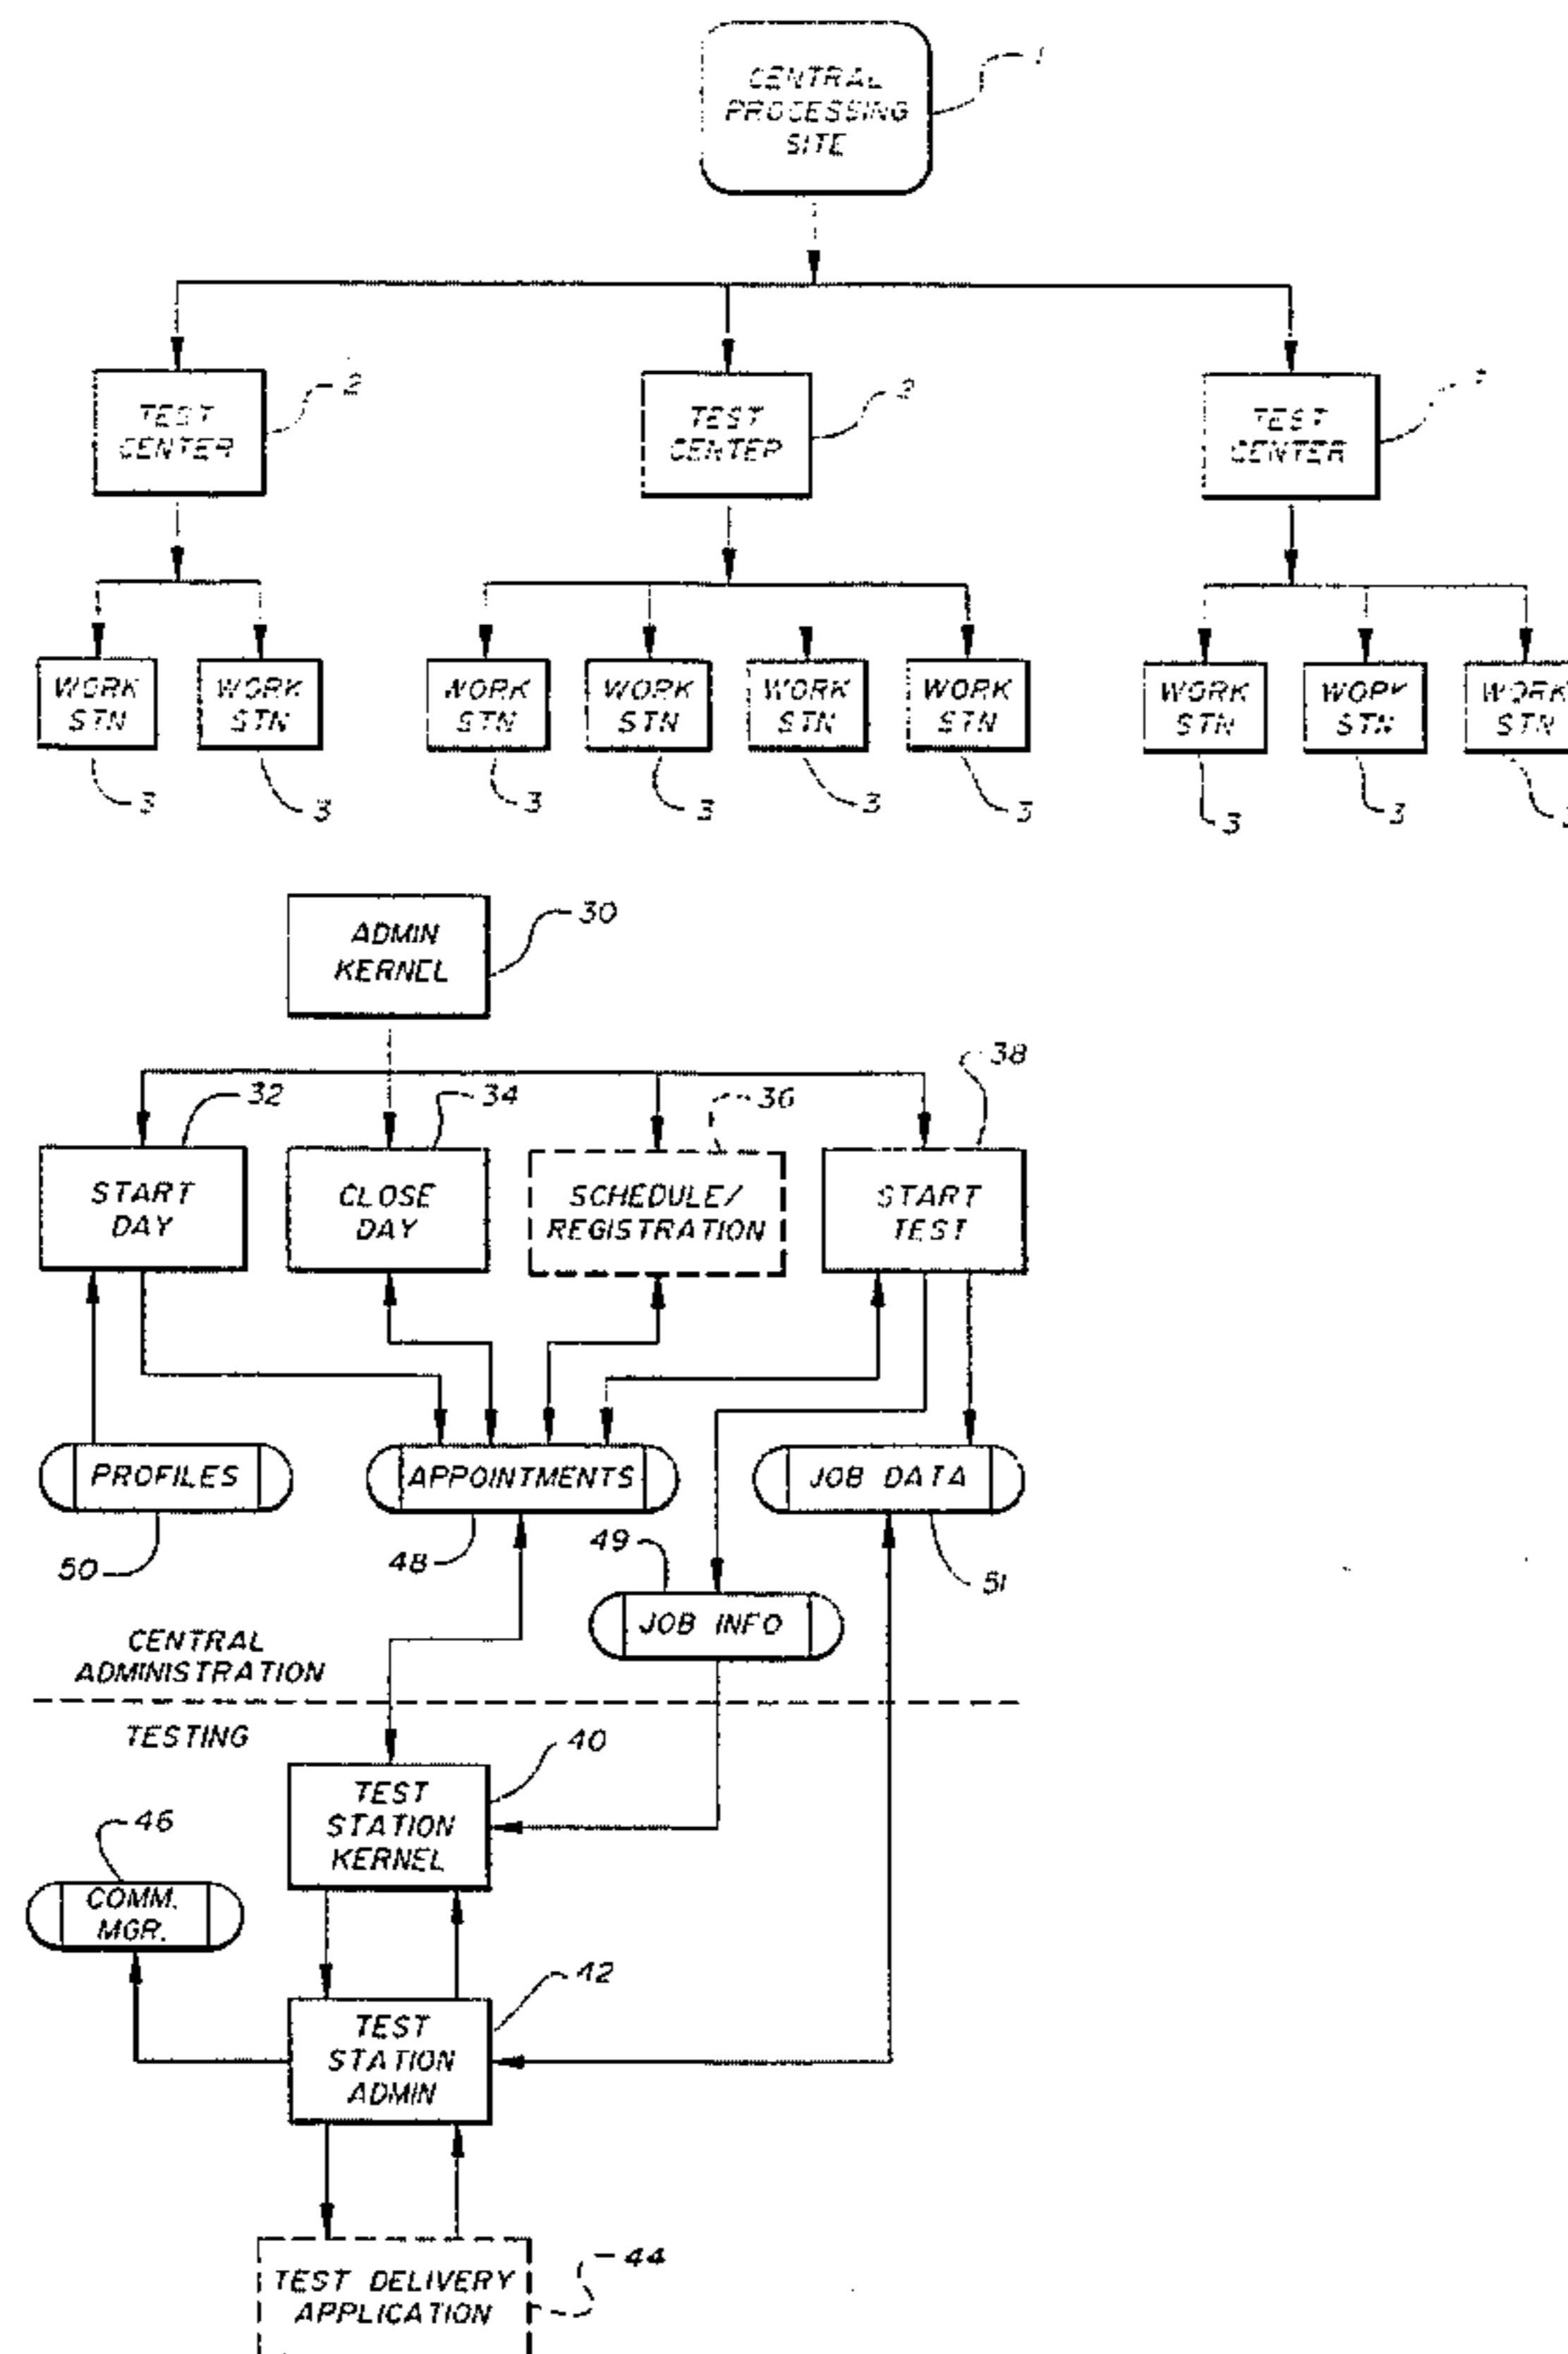 CENTRAL
PROCESSING
SITE
1
TEST
CENTER
2
TEST
CENTER
2
TEST
CENTER
WORK
STN
3
WORK
STN
3
WORK
STN
3
WORK
STN
3
WORK
STN
3
WORK
STN
3
WORK
STN
3
WORK
STN
3
WORK
STN
ADMIN
KERNEL
30
32
34
36
38
START
DAY
CLOSE
DAY
SCHEDULE/
REGISTRATION
START
TEST
PROFILES
APPOINTMENTS
JOB DATA
50
48
49
51
JOB INFO
CENTRAL
ADMINISTRATION
TESTING
40
TEST
STATION
KERNEL
46
COMM.
MGR.
42
TEST
STATION
ADMIN
44
TEST DELIVERY
APPLICATION